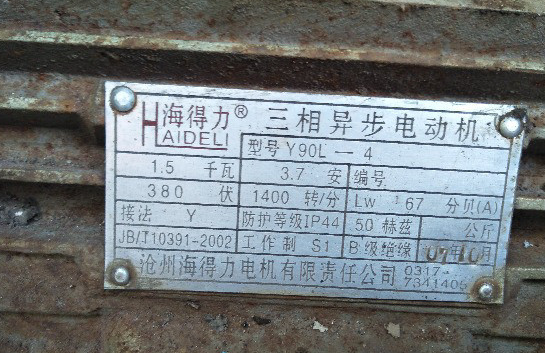 海得力® 三相异步电动机
HAIDELI 型号 Y90L-4
1.5 千瓦 3.7 安 编号
380 伏 1400 转/分 Lw 67 分贝(A)
接法 Y 防护等级IP44 50 赫兹 公斤
JB/T10391-2002 工作制 S1 B级绝缘 年 月
沧州海得力电机有限责任公司 0317-7341406